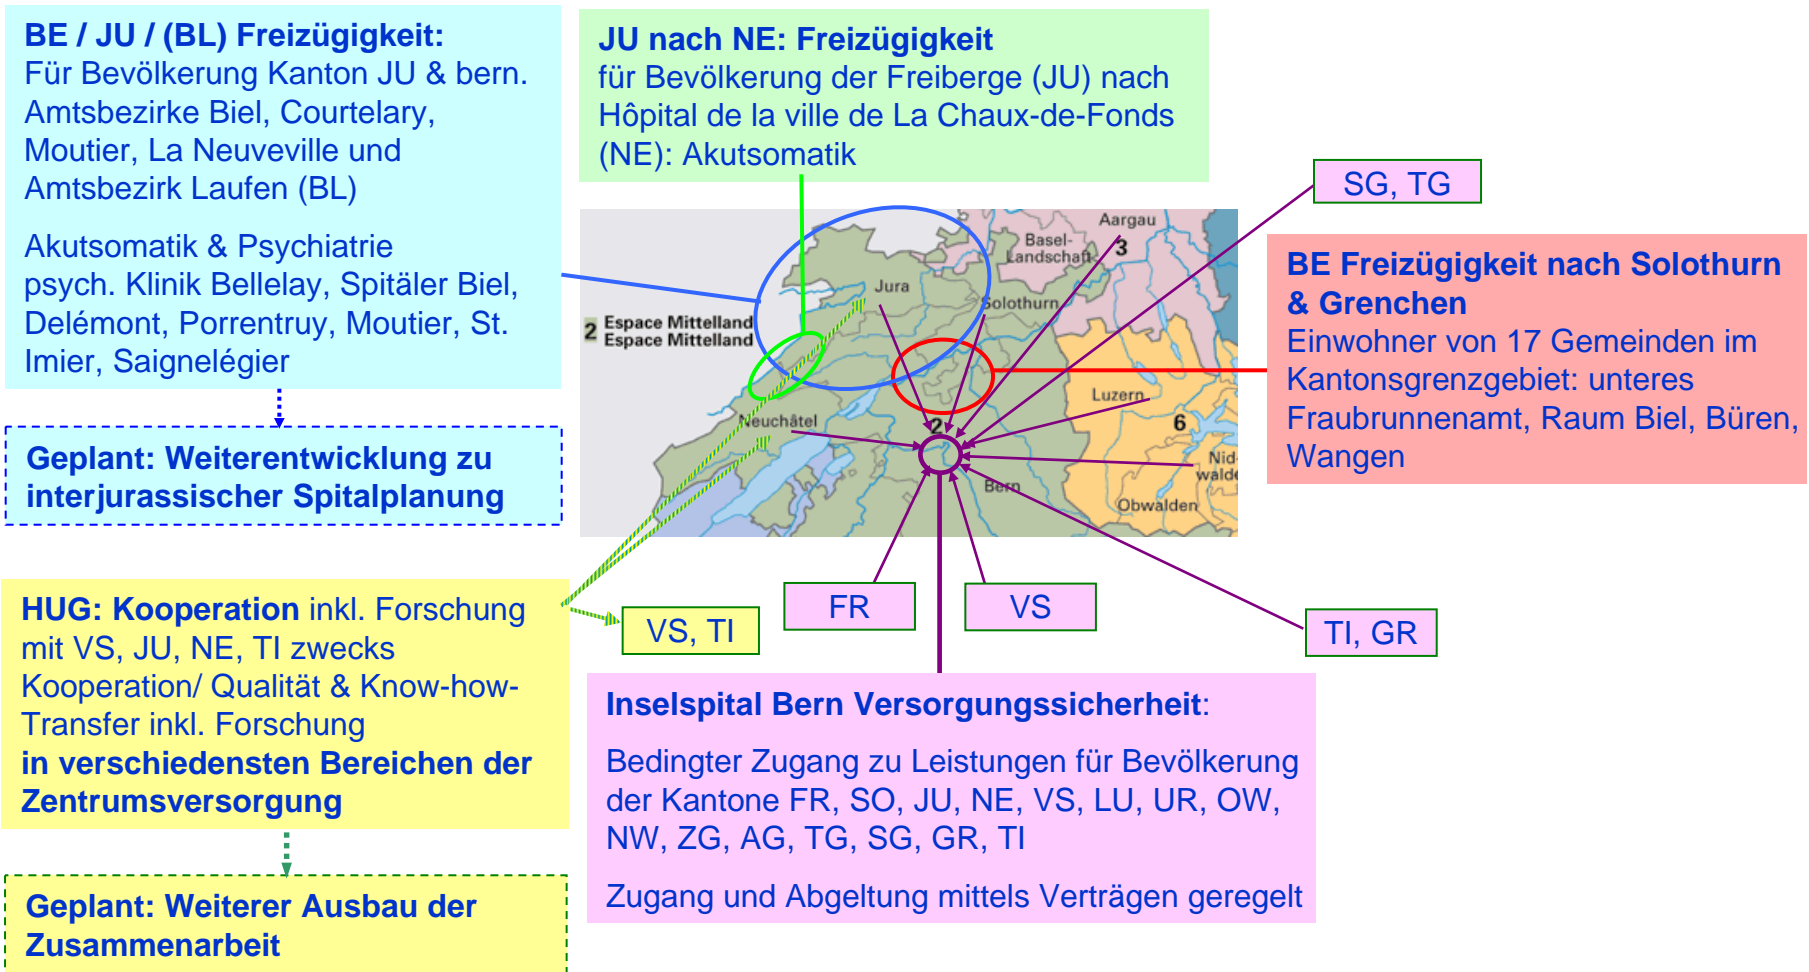 BE / JU / (BL) Freizügigkeit:
Für Bevölkerung Kanton JU & bern.
Amtsbezirke Biel, Courtelary,
Moutier, La Neuveville und
Amtsbezirk Laufen (BL)
Akutsomatik & Psychiatrie
psych. Klinik Bellelay, Spitäler Biel,
Delémont, Porrentruy, Moutier, St.
Imier, Saignelégier
Geplant: Weiterentwicklung zu
interjurassischer Spitalplanung
JU nach NE: Freizügigkeit
für Bevölkerung der Freiberge (JU) nach
Hôpital de la ville de La Chaux-de-Fonds
(NE): Akutsomatik
SG, TG
BE Freizügigkeit nach Solothurn
& Grenchen
Einwohner von 17 Gemeinden im
Kantonsgrenzgebiet: unteres
Fraubrunnenamt, Raum Biel, Büren,
Wangen
Aargau
3
Basel-
Landschaft
Jura
Solothurn
2 Espace Mittelland
Espace Mittelland
Luzern
6
Neuchâtel
2
Nid-
walde
Bern
Obwalden
HUG: Kooperation inkl. Forschung
mit VS, JU, NE, TI zwecks
Kooperation/ Qualität & Know-how-
Transfer inkl. Forschung
in verschiedensten Bereichen der
Zentrumsversorgung
Geplant: Weiterer Ausbau der
Zusammenarbeit
VS, TI
FR
VS
TI, GR
Inselspital Bern Versorgungssicherheit:
Bedingter Zugang zu Leistungen für Bevölkerung
der Kantone FR, SO, JU, NE, VS, LU, UR, OW,
NW, ZG, AG, TG, SG, GR, TI
Zugang und Abgeltung mittels Verträgen geregelt